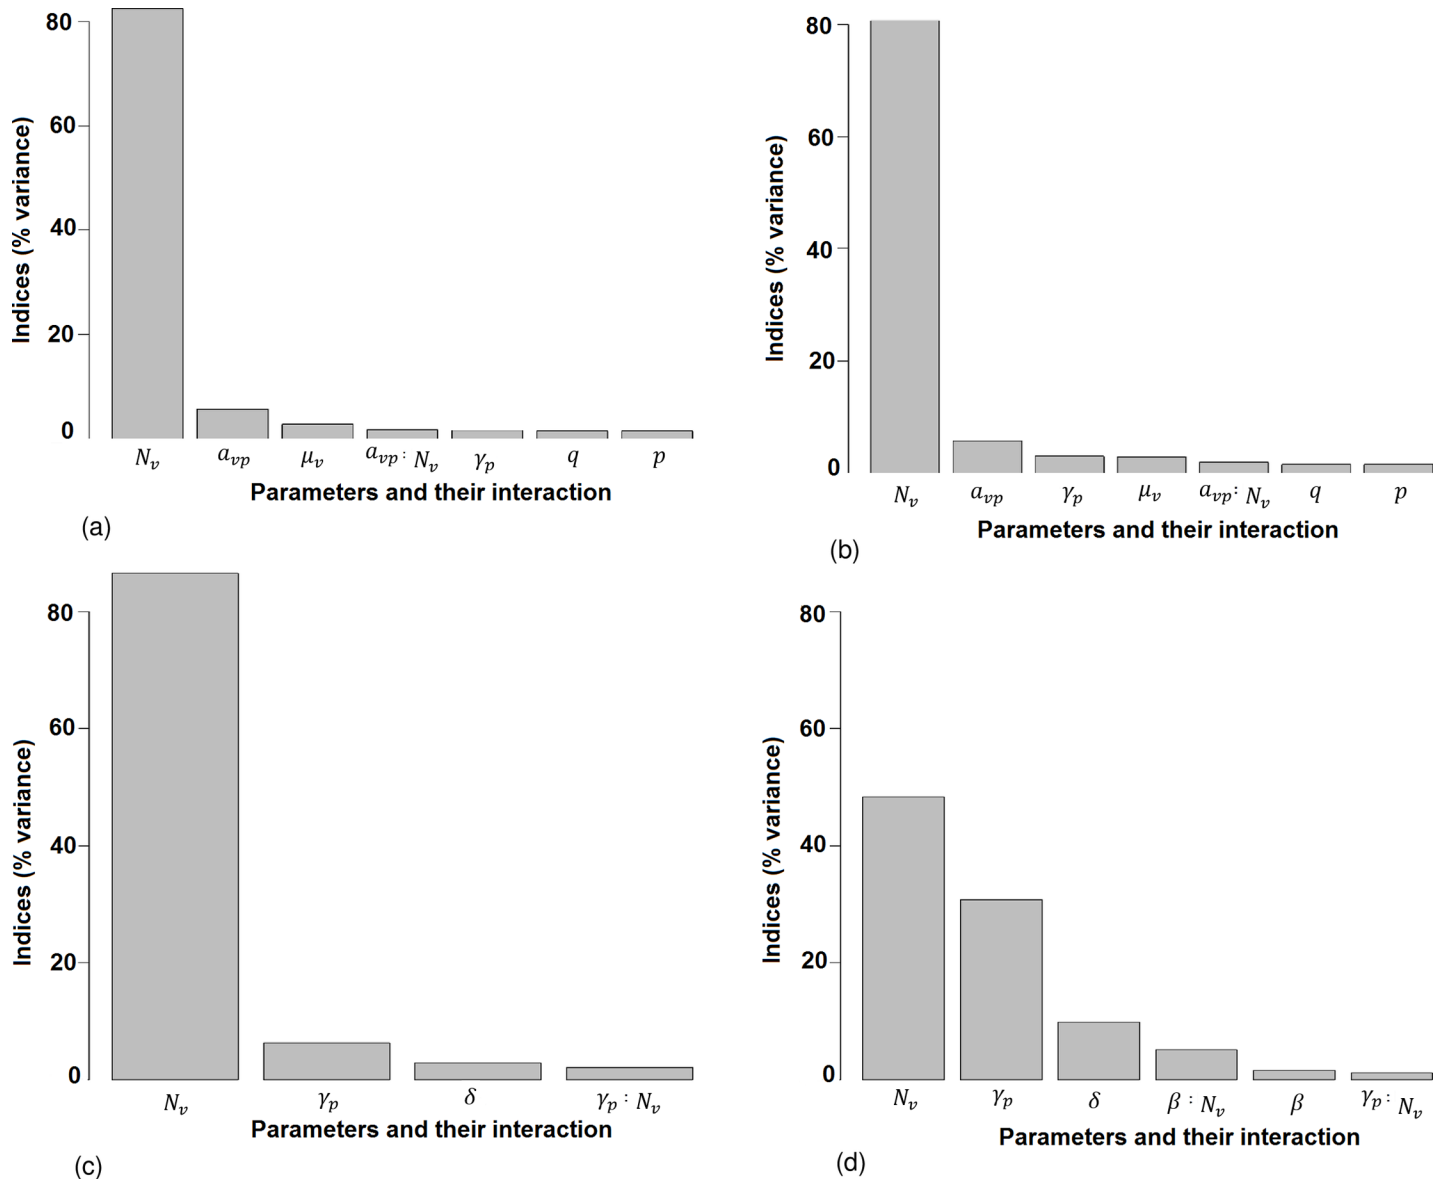 80
60
40
20
0
Indices (% variance)
N_v a_vp μ_v a_vp: N_v γ_p q p
Parameters and their interaction
(a)
80
60
40
20
0
Indices (% variance)
N_v a_vp γ_p μ_v a_vp: N_v q p
Parameters and their interaction
(b)
80
60
40
20
0
Indices (% variance)
N_v γ_p δ γ_p : N_v
Parameters and their interaction
(c)
80
60
40
20
0
Indices (% variance)
N_v γ_p δ β : N_v β γ_p : N_v
Parameters and their interaction
(d)